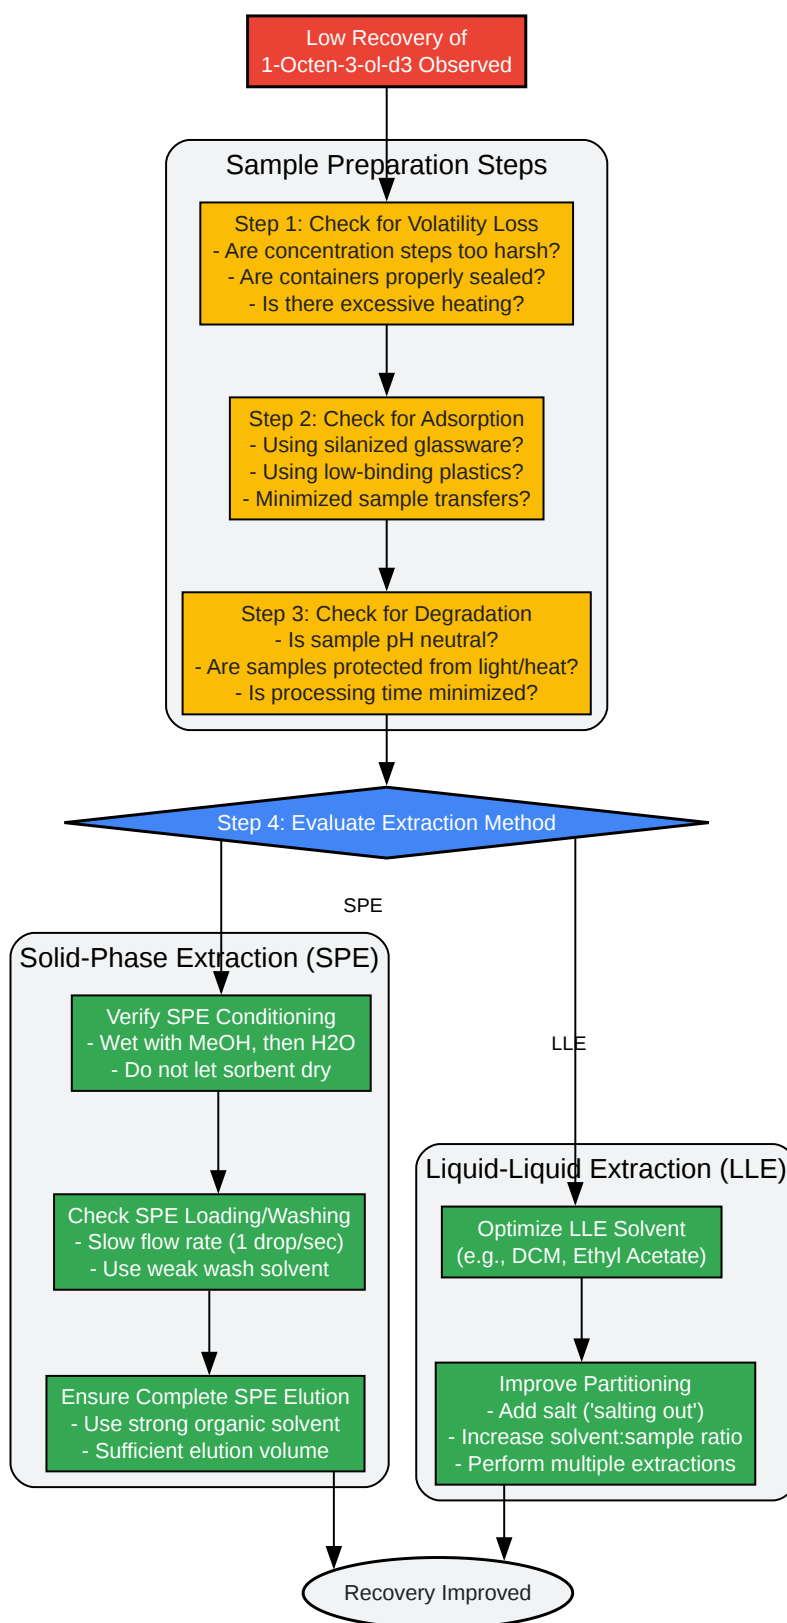 Low Recovery of
1-Octen-3-ol-d3 Observed
Sample Preparation Steps
Step 1: Check for Volatility Loss
- Are concentration steps too harsh?
- Are containers properly sealed?
- Is there excessive heating?
Step 2: Check for Adsorption
- Using silanized glassware?
- Using low-binding plastics?
- Minimized sample transfers?
Step 3: Check for Degradation
- Is sample pH neutral?
- Are samples protected from light/heat?
- Is processing time minimized?
Step 4: Evaluate Extraction Method
SPE
Solid-Phase Extraction (SPE)
Verify SPE Conditioning
- Wet with MeOH, then H2O
- Do not let sorbent dry
Check SPE Loading/Washing
- Slow flow rate (1 drop/sec)
- Use weak wash solvent
Ensure Complete SPE Elution
- Use strong organic solvent
- Sufficient elution volume
LLE
Liquid-Liquid Extraction (LLE)
Optimize LLE Solvent
(e.g., DCM, Ethyl Acetate)
Improve Partitioning
- Add salt ('salting out')
- Increase solvent:sample ratio
- Perform multiple extractions
Recovery Improved